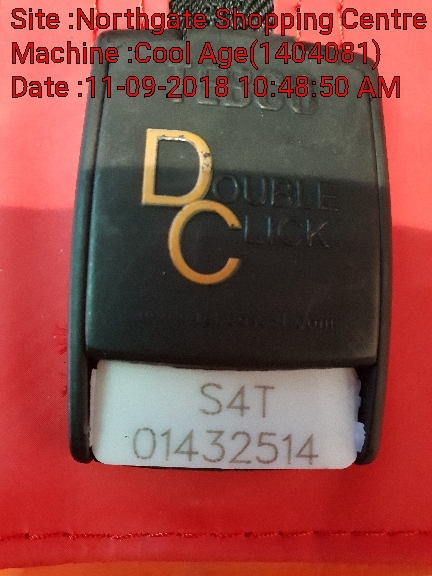 Site :Northgate Shopping Centre
Machine :Cool Age(1404081)
Date :11-09-2018 10:48:50 AM
DOUBLE
CLICK
S4T
01432514